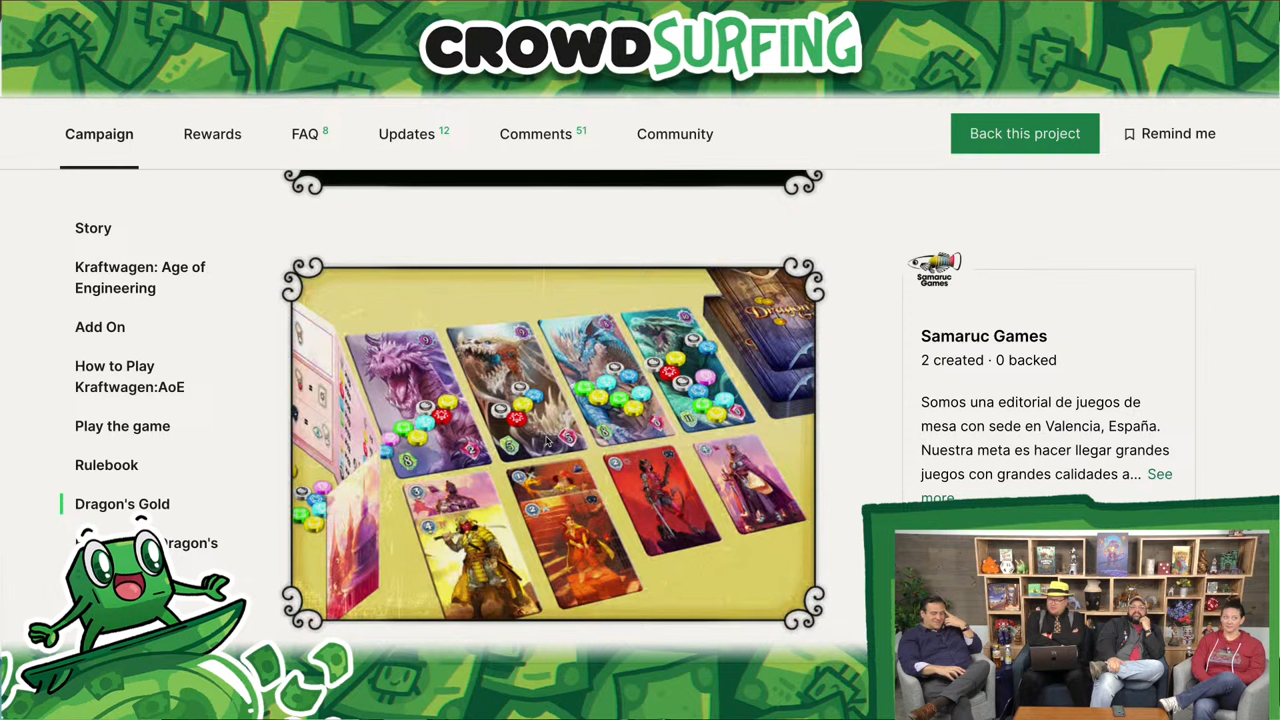 CROWDSURFING
Campaign
Rewards
FAQ 8
Updates 12
Comments 51
Community
Back this project
Remind me
Story
Kraftwagen: Age of
Engineering
Add On
How to Play
Kraftwagen:AoE
Play the game
Rulebook
Dragon's Gold
ragon's
Samaruc
Games
Samaruc Games
2 created · 0 backed
Somos una editorial de juegos de
mesa con sede en Valencia, España.
Nuestra meta es hacer llegar grandes
juegos con grandes calidades a... See
more